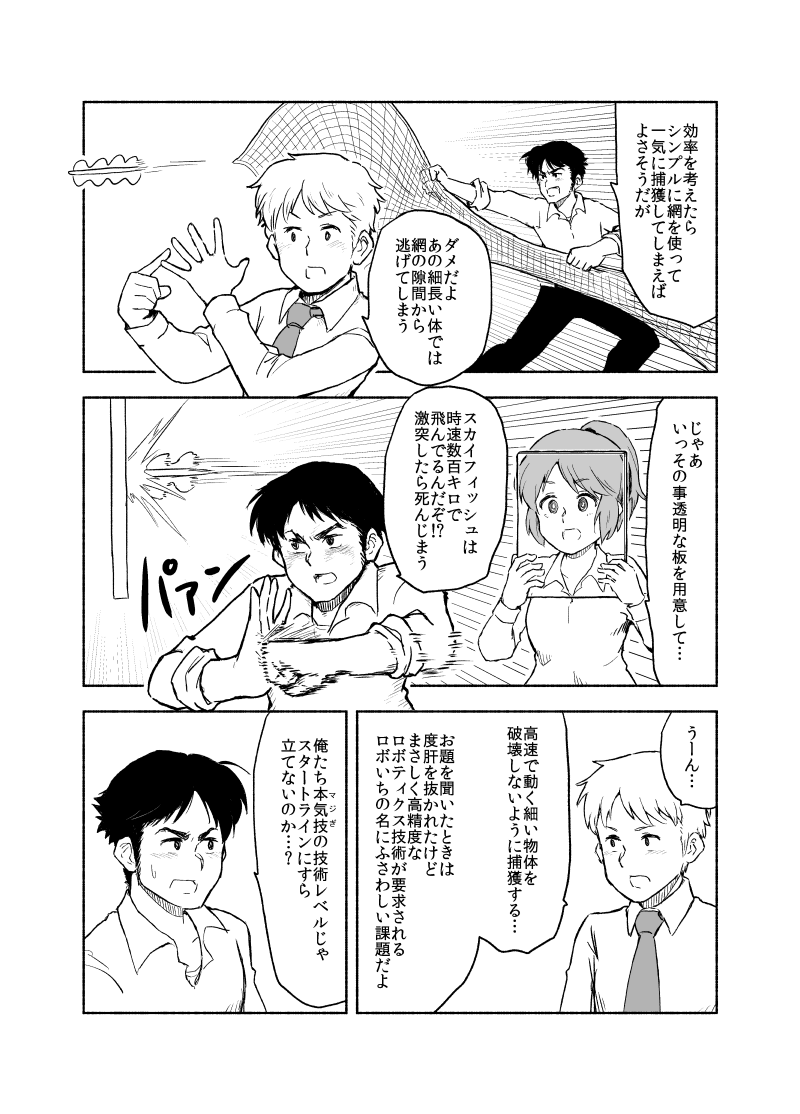 効率を考えたら
シンプルに網を使って
一気に捕獲してしまえば
よさそうだが
ダメだよ
あの細長い体では
網の隙間から
逃げてしまう
じゃあ
いっその事透明な板を用意して…
スカイフィッシュは
時速数百キロで
飛んでるんだぞ!?
激突したら死んじまう
パァン
うーん…
高速で動く細い物体を
破壊しないように捕獲する…
お題を聞いたときは
度肝を抜かれたけど
まさしく高精度な
ロボティクス技術が要求される
ロボいちの名にふさわしい課題だよ
俺たち本気技の技術レベルじゃ
マジぎ
スタートラインにすら
立てないのか…?